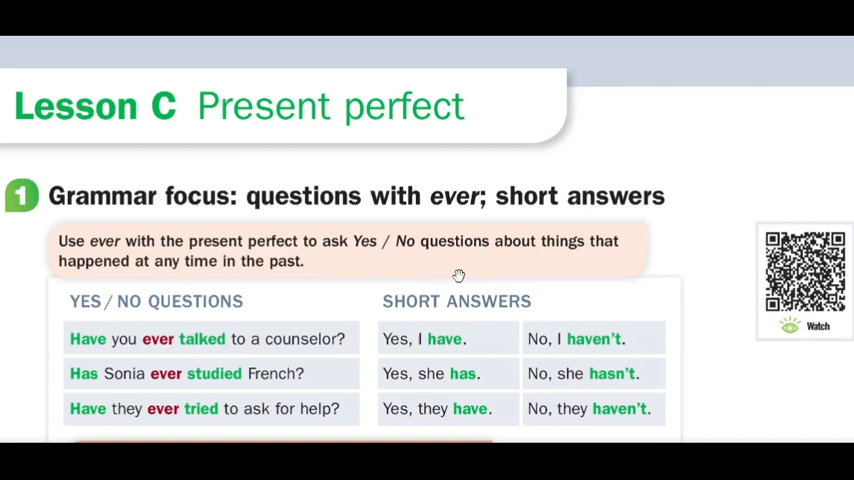 Lesson C Present perfect
1 Grammar focus: questions with ever; short answers
Use ever with the present perfect to ask Yes / No questions about things that
happened at any time in the past.
YES / NO QUESTIONS
SHORT ANSWERS
Have you ever talked to a counselor?
Yes, I have.
No, I haven't.
Has Sonia ever studied French?
Yes, she has.
No, she hasn't.
Have they ever tried to ask for help?
Yes, they have.
No, they haven't.
Watch